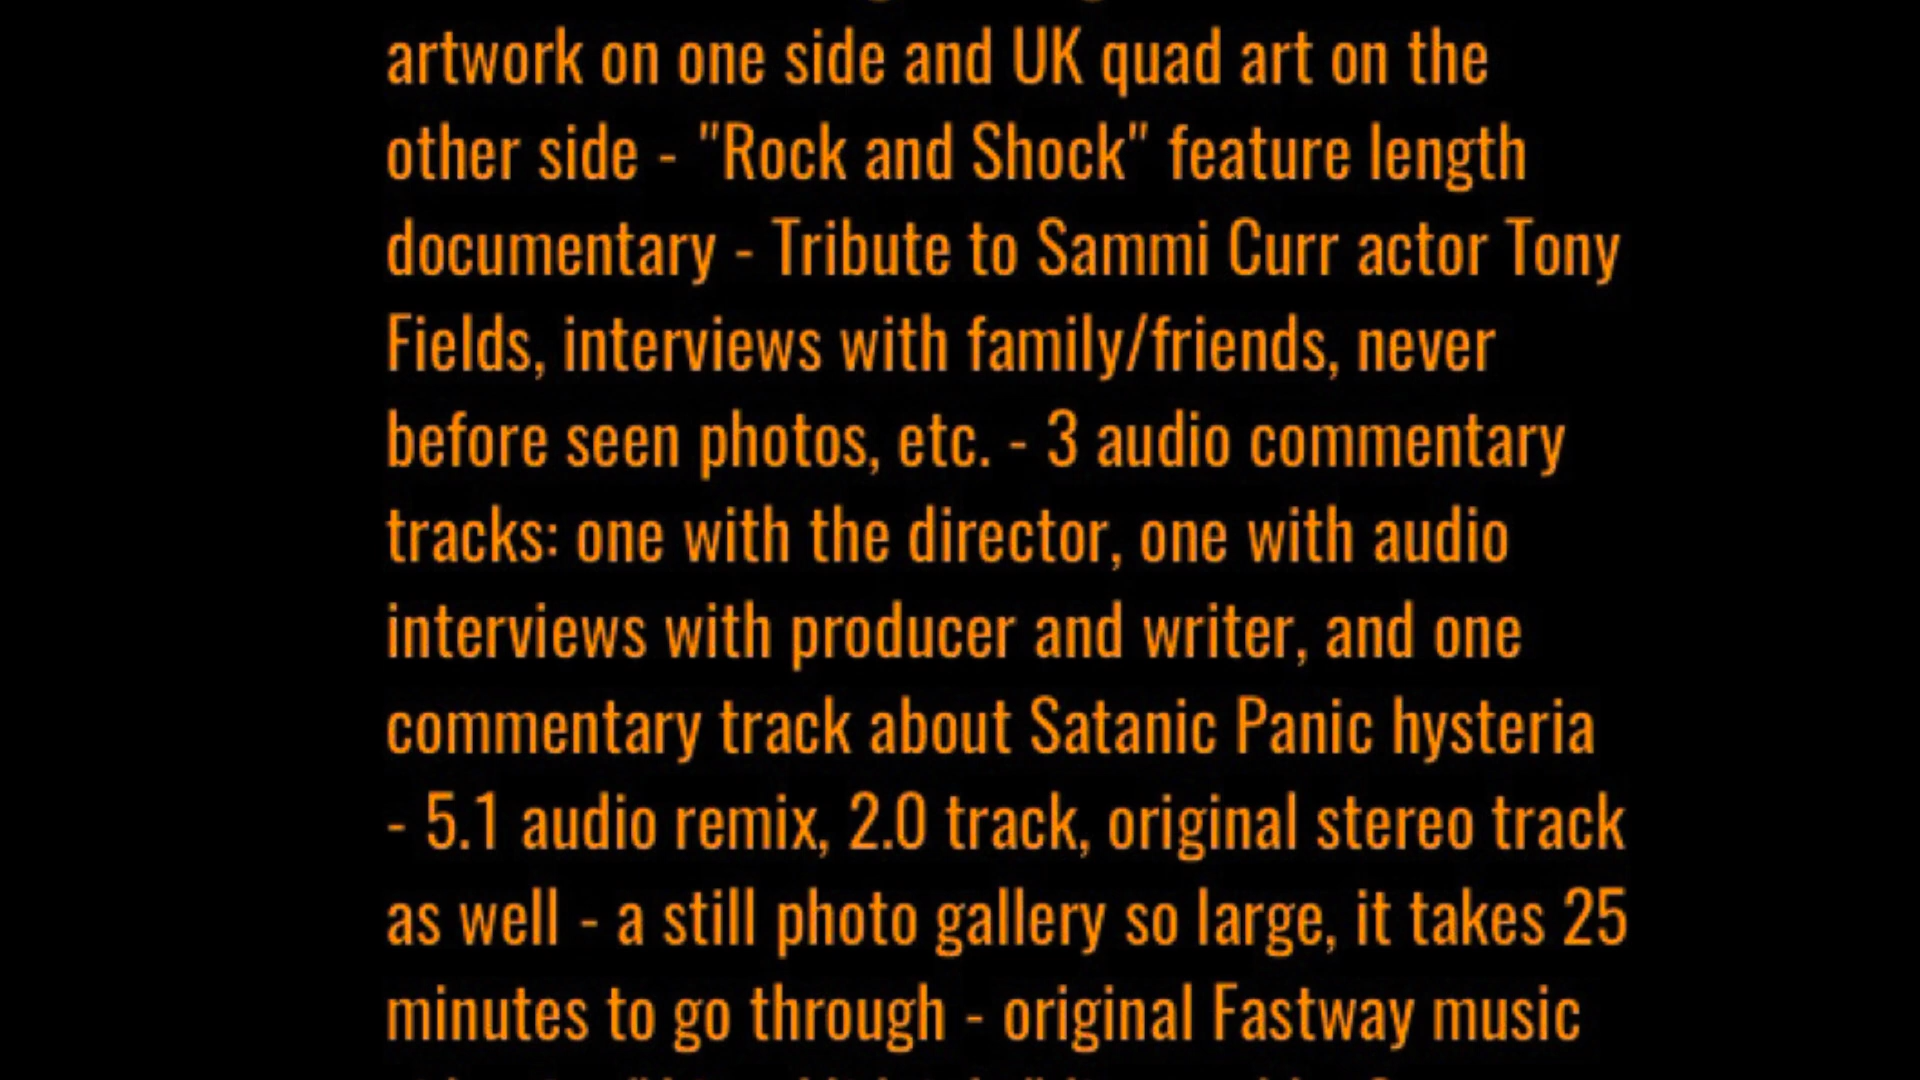 artwork on one side and UK quad art on the
other side - "Rock and Shock" feature length
documentary - Tribute to Sammi Curr actor Tony
Fields, interviews with family/friends, never
before seen photos, etc. - 3 audio commentary
tracks: one with the director, one with audio
interviews with producer and writer, and one
commentary track about Satanic Panic hysteria
- 5.1 audio remix, 2.0 track, original stereo track
as well - a still photo gallery so large, it takes 25
minutes to go through - original Fastway music